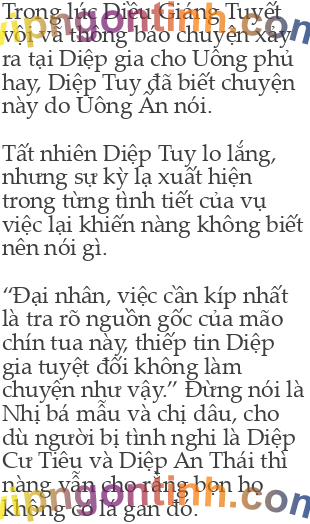 Trong lúc Diều Giáng Tuyết
vội vã thông báo chuyện xảy
ra tại Diệp gia cho Uông phủ
hay, Diệp Tuy đã biết chuyện
này do Uông Ấn nói.
Tất nhiên Diệp Tuy lo lắng,
nhưng sự kỳ lạ xuất hiện
trong từng tình tiết của vụ
việc lại khiến nàng không biết
nên nói gì.
“Đại nhân, việc cần kíp nhất
là tra rõ nguồn gốc của mão
chín tua này, thiếp tin Diệp
gia tuyệt đối không làm
chuyện như vậy.” Đừng nói là
Nhị bá mẫu và chị dâu, cho
dù người bị tình nghi là Diệp
Cư Tiêu và Diệp An Thái thì
nàng vẫn cho rằng bọn họ
không có lá gan đó.
vipngontinh.com
vipngontinh.com